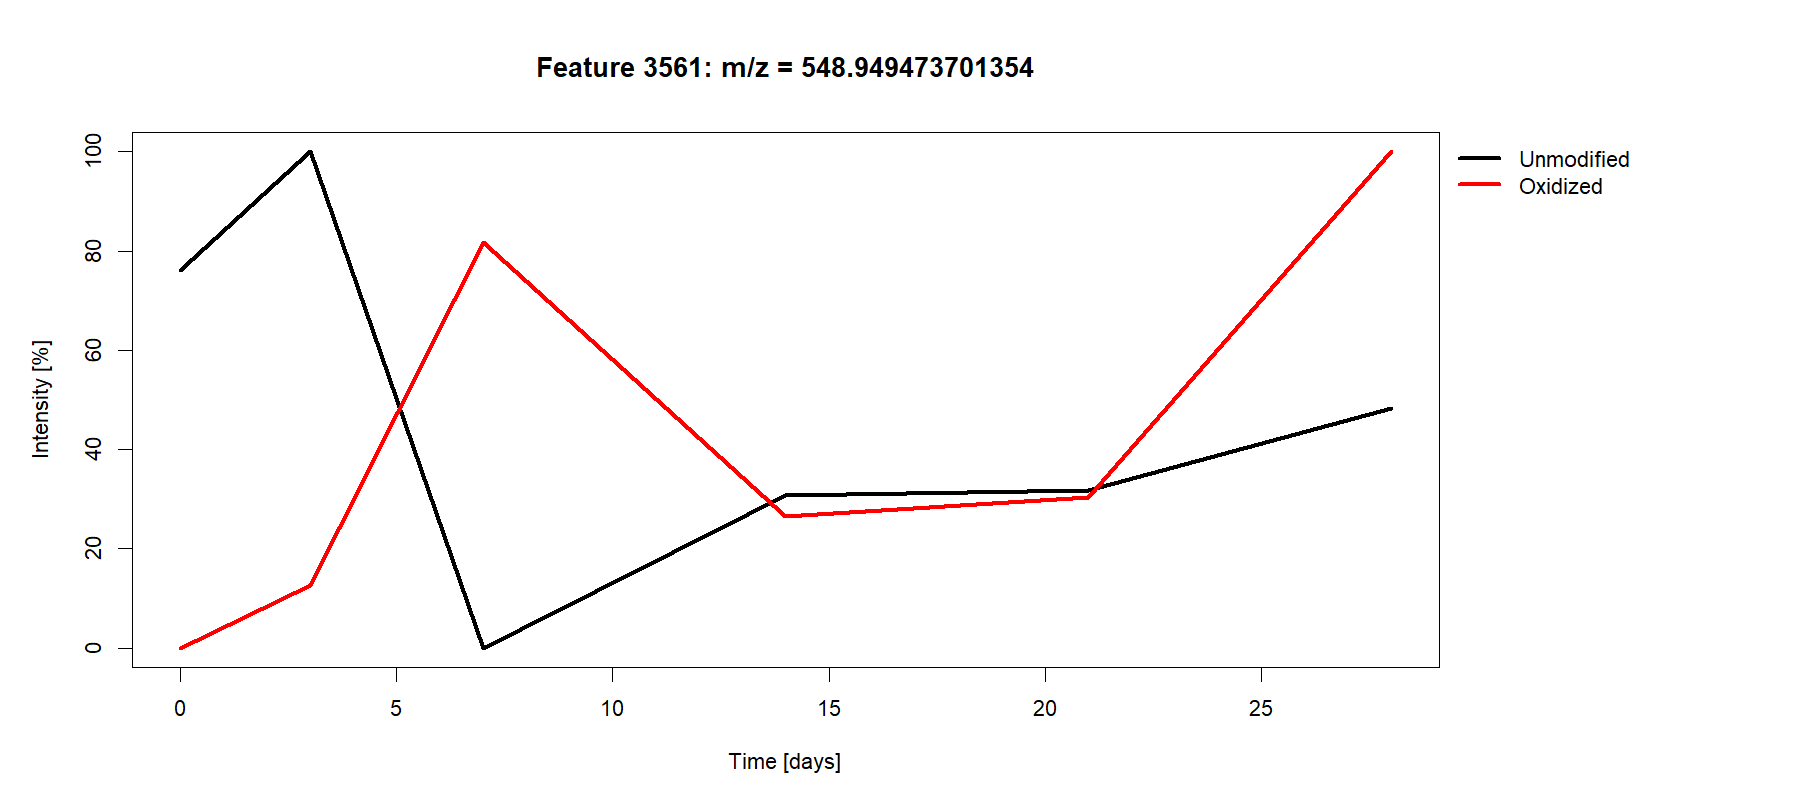 Feature 3561: m/z = 548.949473701354
Unmodified
Oxidized
Intensity [%]
100
80
60
40
20
0
0 5 10 15 20 25
Time [days]